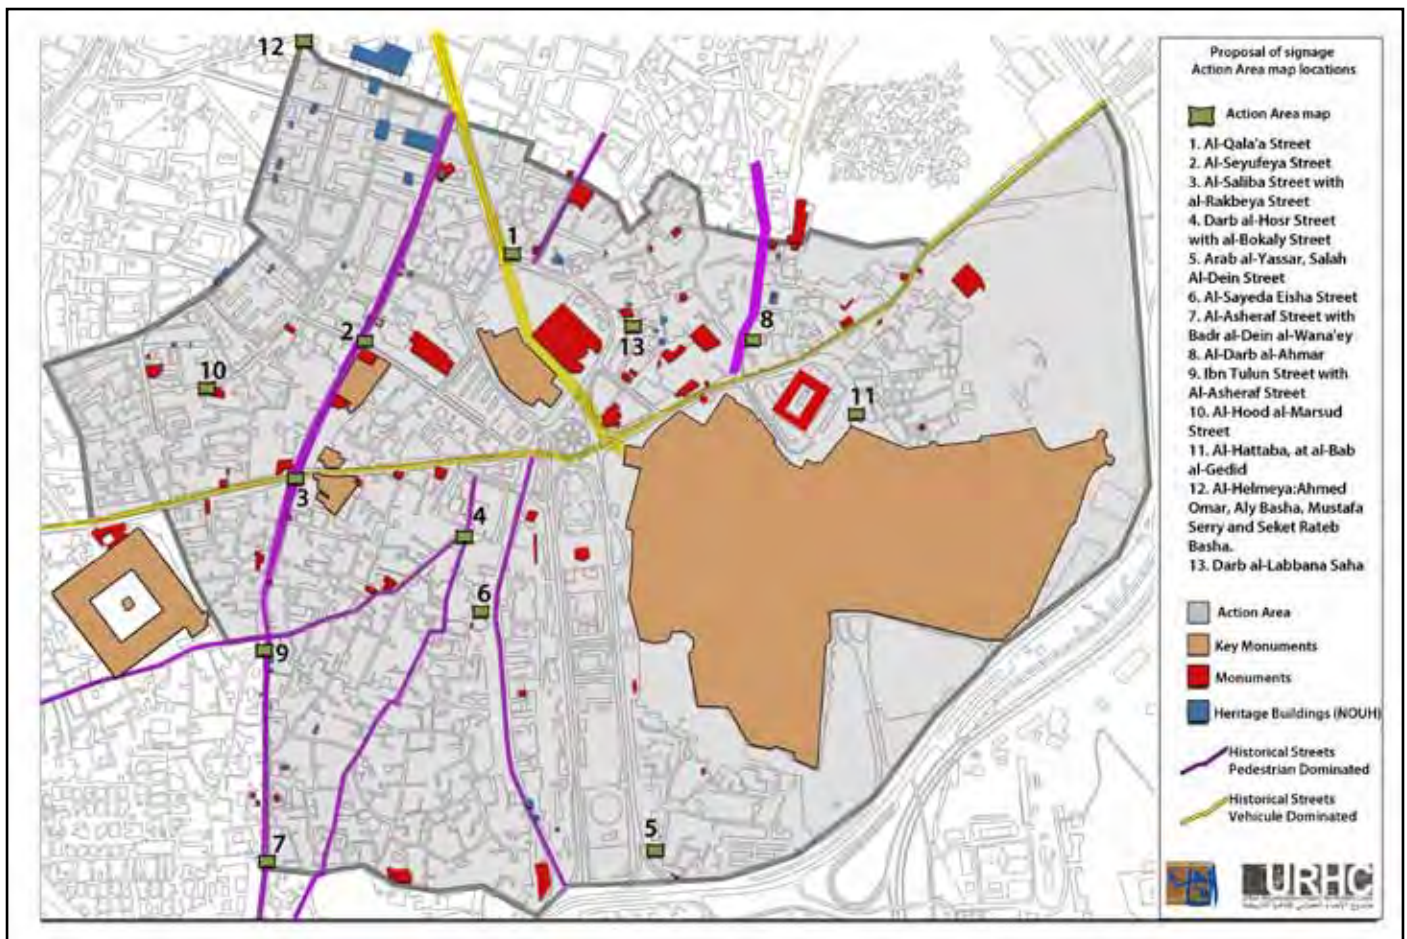 Proposal of signage
Action Area map locations
Action Area map
1. Al-Qala'a Street
2. Al-Seyufeya Street
3. Al-Saliba Street with
al-Rakbeya Street
4. Darb al-Hosr Street
with al-Bokaly Street
5. Arab al-Yassar, Salah
Al-Dein Street
6. Al-Sayeda Eisha Street
7. Al-Asheraf Street with
Badr al-Dein al-Wana'ey
8. Al-Darb al-Ahmar
9. Ibn Tulun Street with
Al-Asheraf Street
10. Al-Hood al-Marsud
Street
11. Al-Hattaba, at al-Bab
al-Gedid
12. Al-Helmeya:Ahmed
Omar, Aly Basha, Mustafa
Serry and Seket Rateb
Basha.
13. Darb al-Labbana Saha
Action Area
Key Monuments
Monuments
Heritage Buildings (NOUH)
Historical Streets
Pedestrian Dominated
Historical Streets
Vehicule Dominated
URHC
12
1
2
13
8
10
11
3
4
6
9
5
7